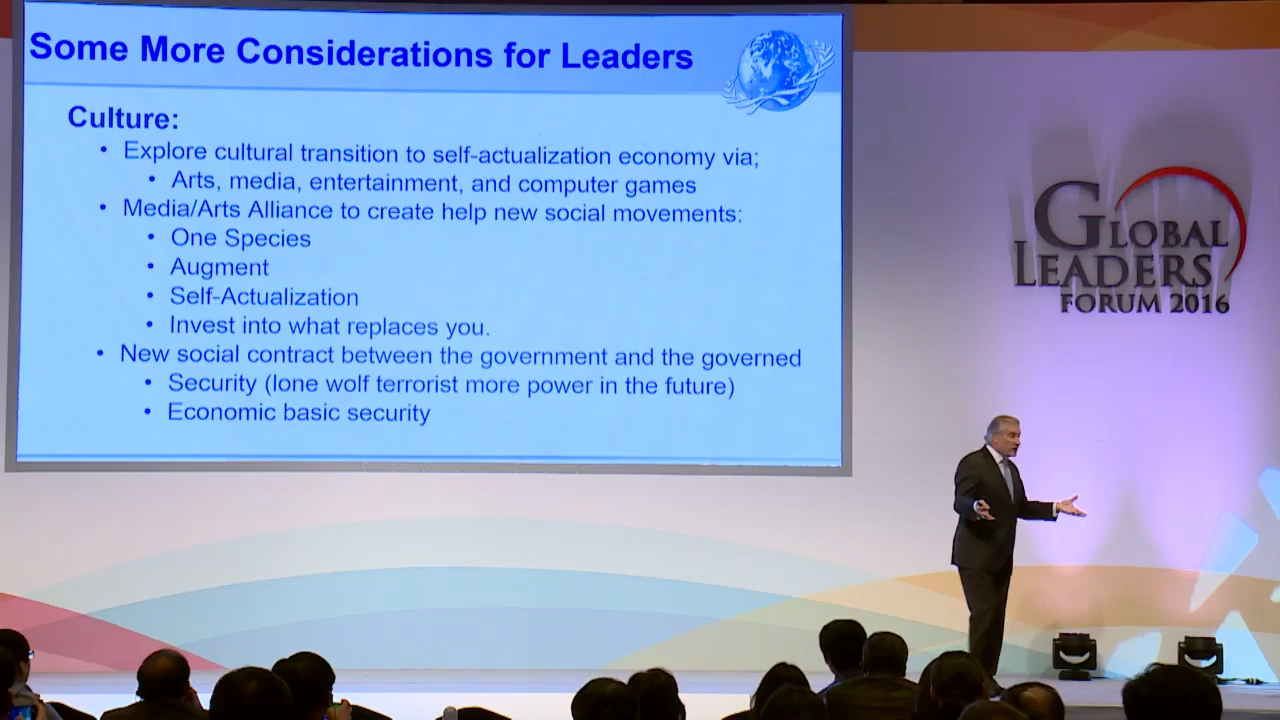 Some More Considerations for Leaders
Culture:
• Explore cultural transition to self-actualization economy via;
• Arts, media, entertainment, and computer games
• Media/Arts Alliance to create help new social movements:
• One Species
• Augment
• Self-Actualization
• Invest into what replaces you.
• New social contract between the government and the governed
• Security (lone wolf terrorist more power in the future)
• Economic basic security
GLOBAL
LEADERS
FORUM 2016